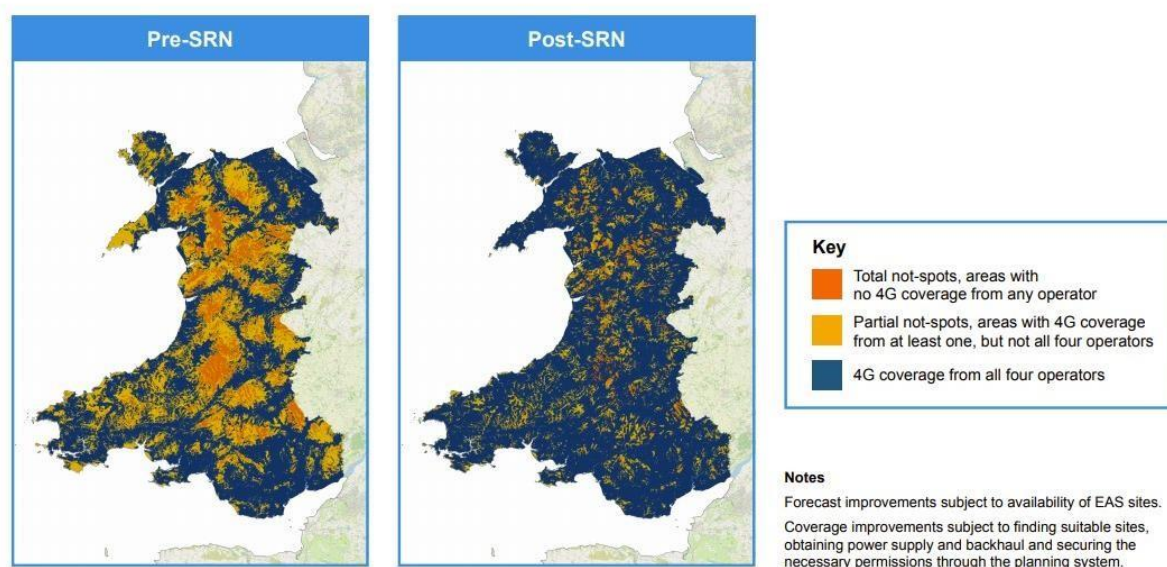 Pre-SRN
Post-SRN
Key
Total not-spots, areas with
no 4G coverage from any operator
Partial not-spots, areas with 4G coverage
from at least one, but not all four operators
4G coverage from all four operators
Notes
Forecast improvements subject to availability of EAS sites.
Coverage improvements subject to finding suitable sites,
obtaining power supply and backhaul and securing the
necessary permissions through the planning system.